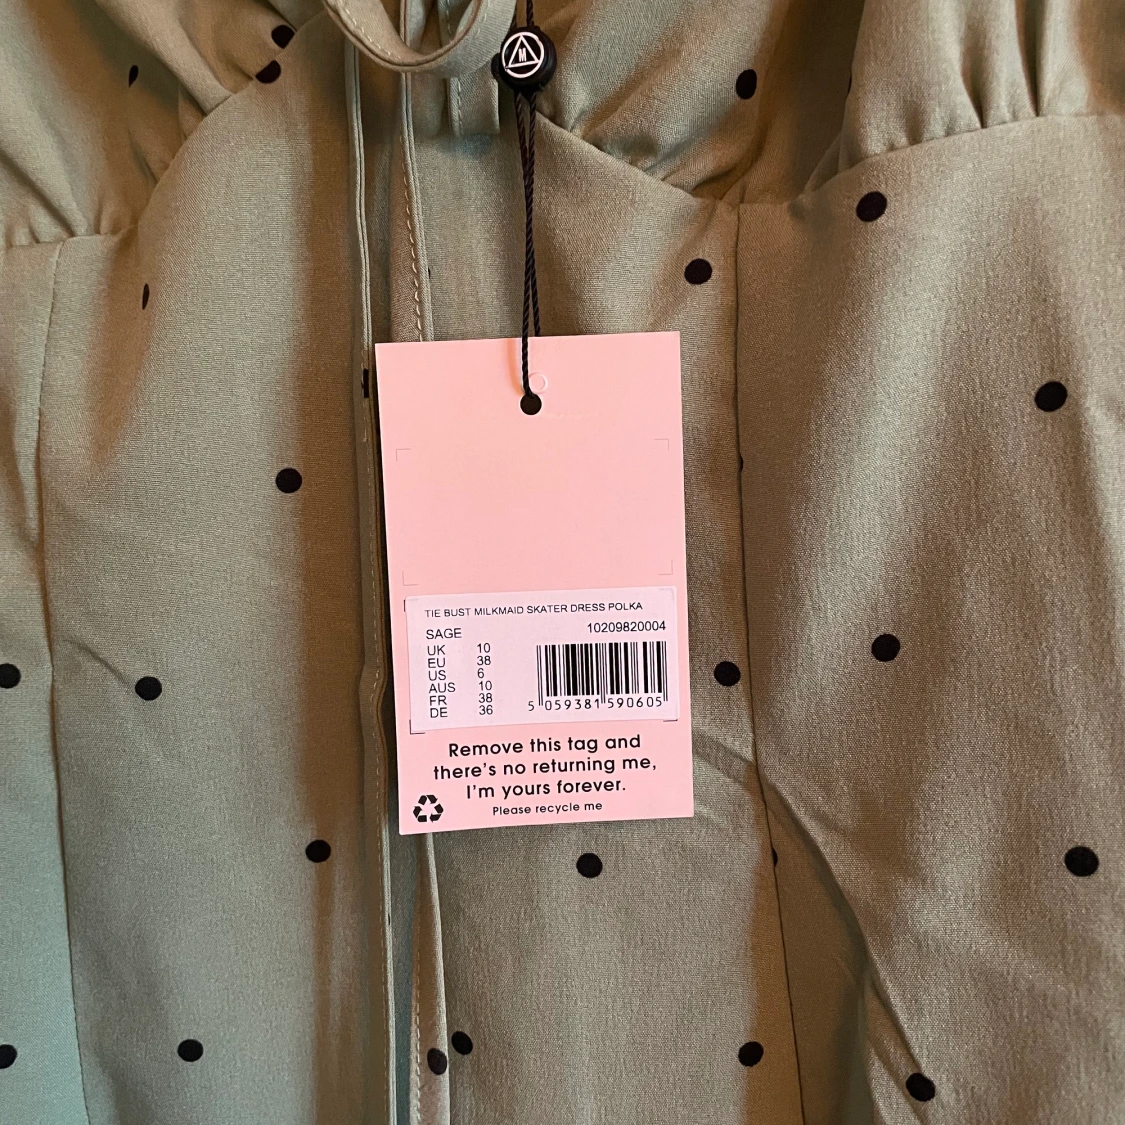 M
TIE BUST MILKMAID SKATER DRESS POLKA
SAGE 10209820004
UK 10
EU 38
US 6
AUS 10
FR 38
DE 36
5 059381 590605
Remove this tag and
there's no returning me,
I'm yours forever.
Please recycle me